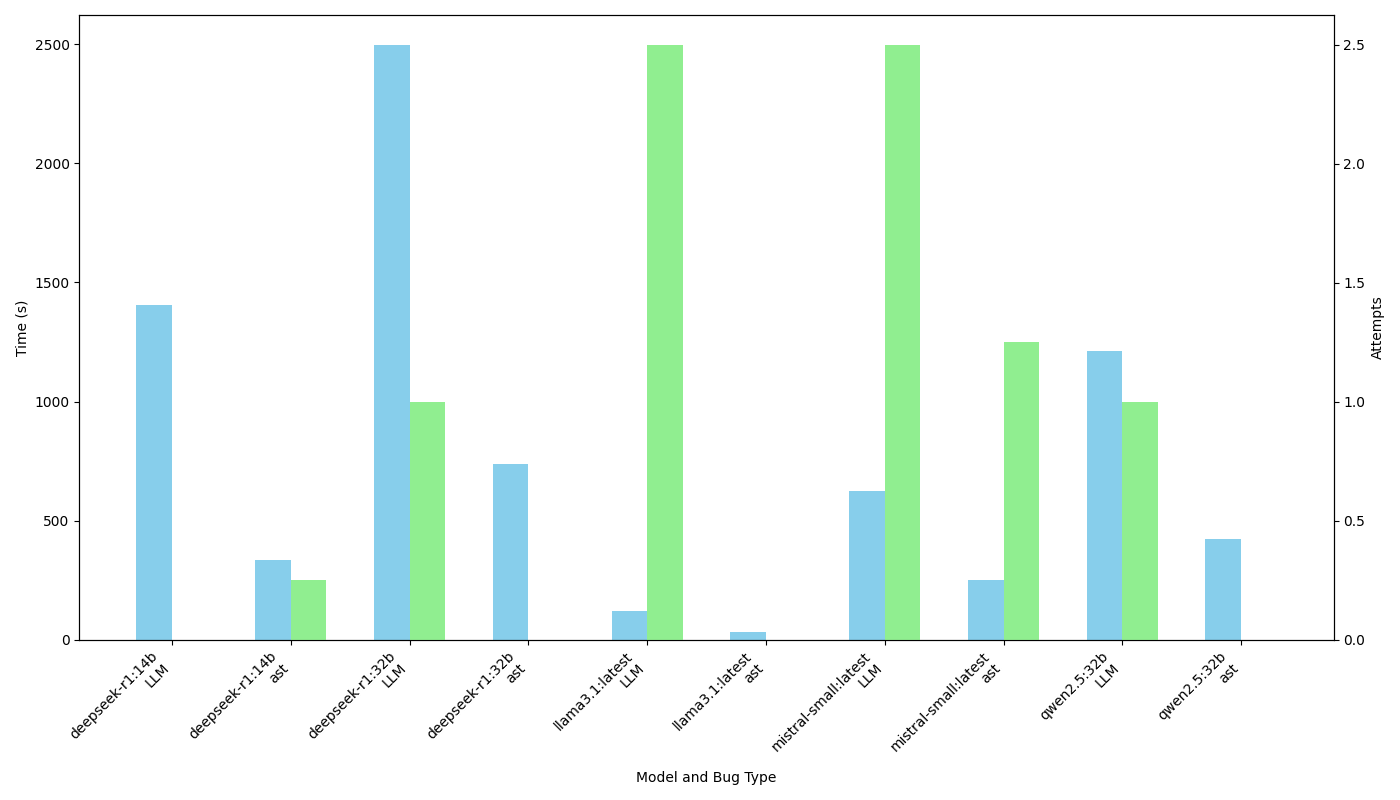 2500
2000
1500
1000
500
0
Time (s)
2.5
2.0
1.5
1.0
0.5
0.0
Attempts
deepseek-r1:14b
LLM
deepseek-r1:14b
ast
deepseek-r1:32b
LLM
deepseek-r1:32b
ast
llama3.1:latest
LLM
llama3.1:latest
ast
mistral-small:latest
LLM
mistral-small:latest
ast
qwen2.5:32b
LLM
qwen2.5:32b
ast
Model and Bug Type